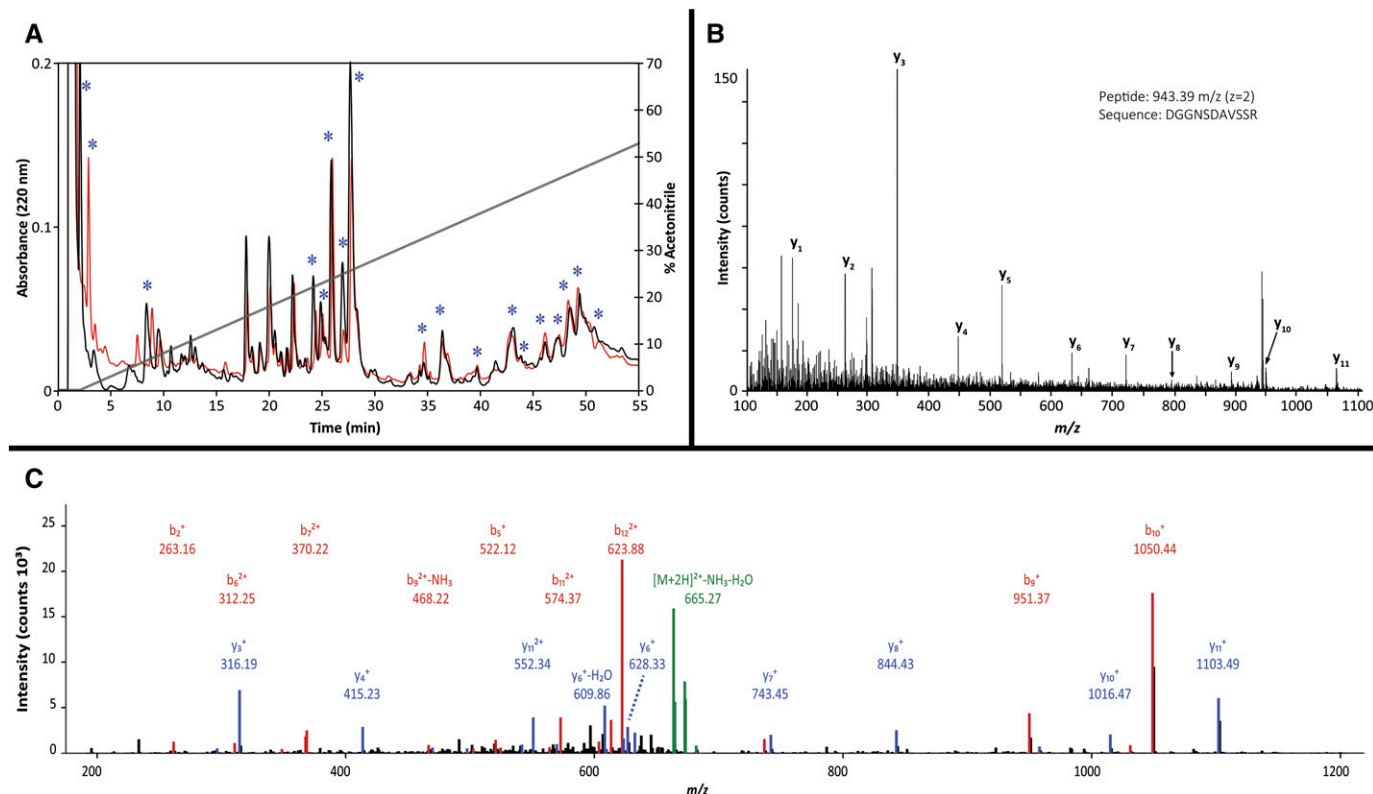 A
0.2
0.1
0
Absorbance (220 nm)
* * * * * * * * * * * * * * * * * *
70
60
50
40
30
20
10
0
% Acetonitrile
0 5 10 15 20 25 30 35 40 45 50 55
Time (min)
B
150
0
Intensity (counts)
Peptide: 943.39 m/z (z=2)
Sequence: DGGNSDAVSSR
y₁ y₂ y₃ y₄ y₅ y₆ y₇ y₈ y₉ y₁₀ y₁₁
100 200 300 400 500 600 700 800 900 1000 1100
m/z
C
Intensity (counts 10³)
25
20
15
10
5
0
b₂⁺
263.16
b₇²⁺
370.22
b₅⁺
522.12
b₁₂²⁺
623.88
b₁₀⁺
1050.44
b₆²⁺
312.25
b₉²⁺-NH₃
468.22
b₁₁²⁺
574.37
[M+2H]²⁺-NH₃-H₂O
665.27
b₉⁺
951.37
y₃⁺
316.19
y₄⁺
415.23
y₁₁²⁺
552.34
y₆⁺-H₂O
609.86
y₆⁺
628.33
y₇⁺
743.45
y₈⁺
844.43
y₁₀⁺
1016.47
y₁₁⁺
1103.49
200 400 600 800 1000 1200
m/z